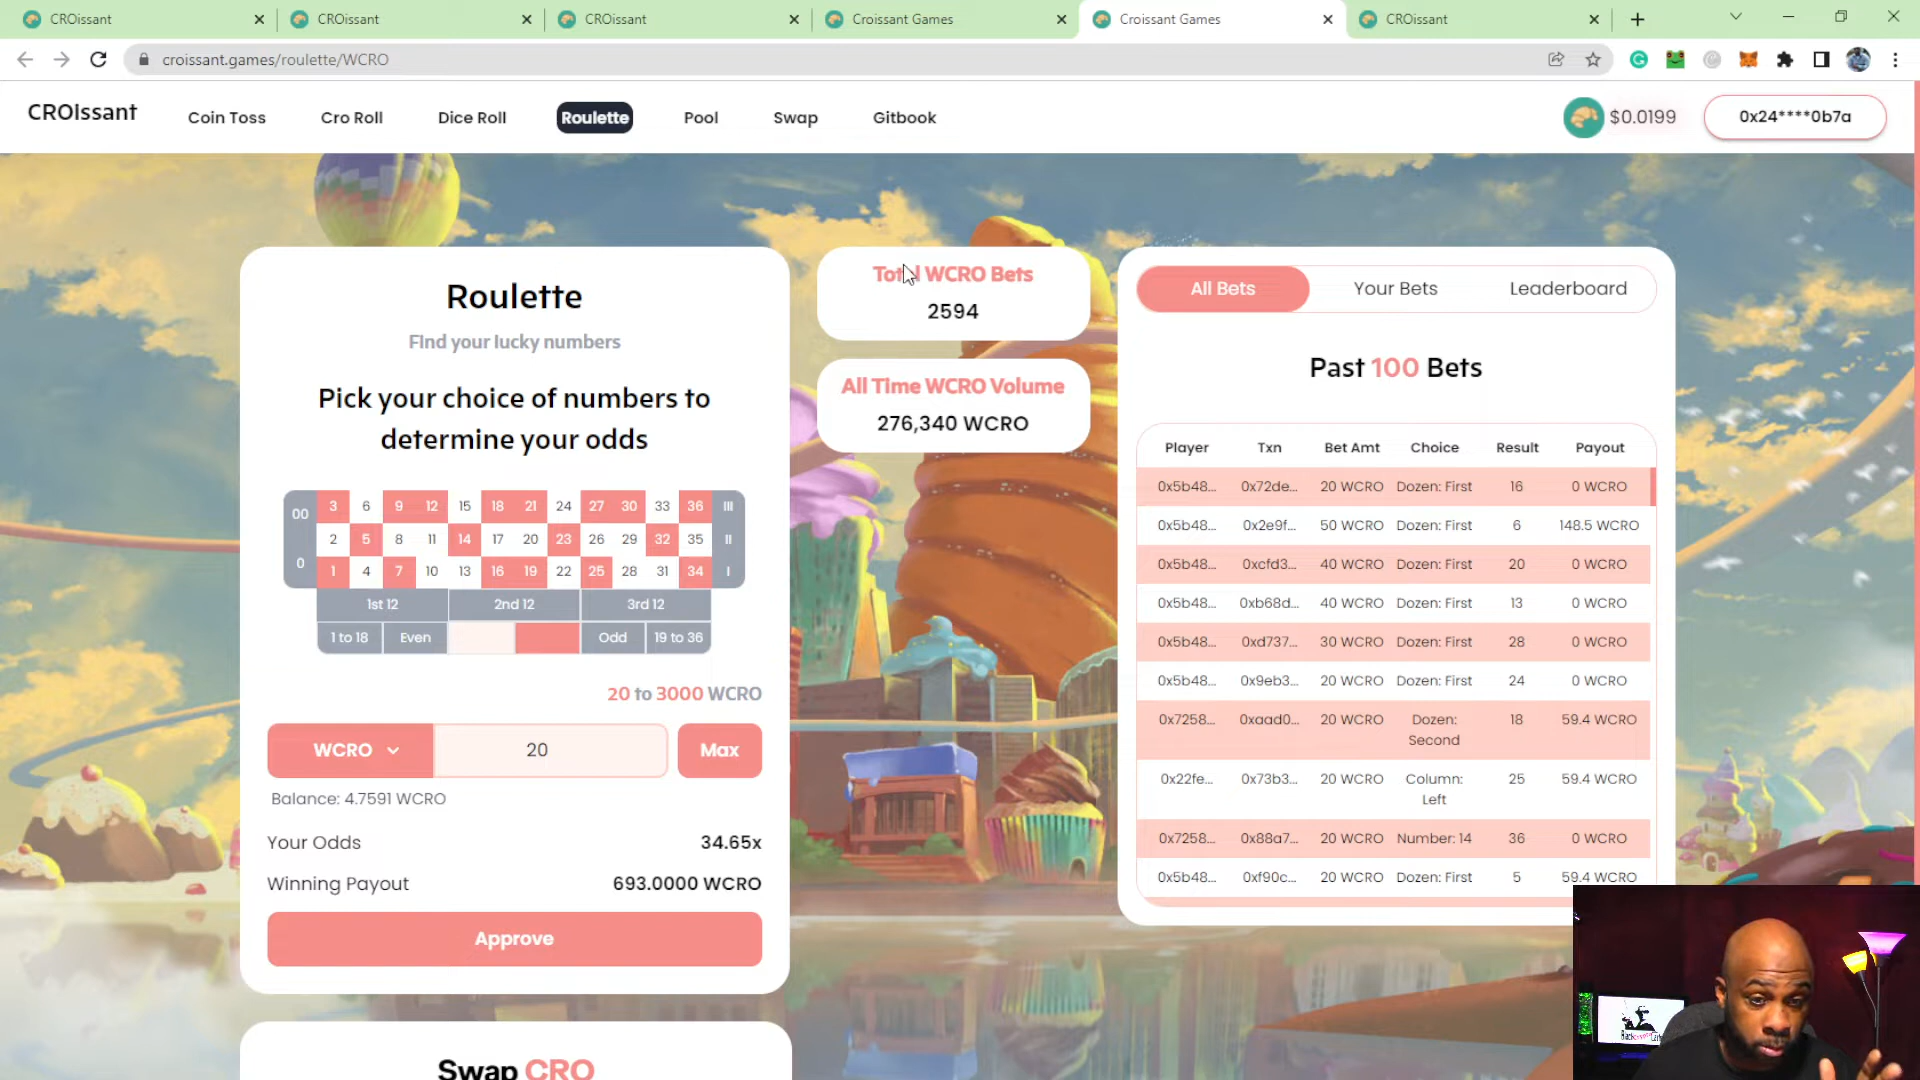 CROissant
CROissant
CROissant
Croissant Games
Croissant Games
CROissant
croissant.games/roulette/WCRO
CROIssant
Coin Toss
Cro Roll
Dice Roll
Roulette
Pool
Swap
Gitbook
$0.0199
0x24****0b7a
Roulette
FInd your lucky numbers
Pick your choice of numbers to
determine your odds
00 3 6 9 12 15 18 21 24 27 30 33 36 III
2 5 8 11 14 17 20 23 26 29 32 35 II
0 1 4 7 10 13 16 19 22 25 28 31 34 I
1st 12 2nd 12 3rd 12
1 to 18 Even Odd 19 to 36
20 to 3000 WCRO
WCRO 20 Max
Balance: 4.7591 WCRO
Your Odds 34.65x
Winning Payout 693.0000 WCRO
Approve
Swap CRO
Total WCRO Bets
2594
All Time WCRO Volume
276,340 WCRO
All Bets Your Bets Leaderboard
Past 100 Bets
Player Txn Bet Amt Choice Result Payout
0x5b48... 0x72de... 20 WCRO Dozen: First 16 0 WCRO
0x5b48... 0x2e9f... 50 WCRO Dozen: First 6 148.5 WCRO
0x5b48... 0xcfd3... 40 WCRO Dozen: First 20 0 WCRO
0x5b48... 0xb68d... 40 WCRO Dozen: First 13 0 WCRO
0x5b48... 0xd737... 30 WCRO Dozen: First 28 0 WCRO
0x5b48... 0x9eb3... 20 WCRO Dozen: First 24 0 WCRO
0x7258... 0xaad0... 20 WCRO Dozen: Second 18 59.4 WCRO
0x22fe... 0x73b3... 20 WCRO Column: Left 25 59.4 WCRO
0x7258... 0x88a7... 20 WCRO Number: 14 36 0 WCRO
0x5b48... 0xf90c... 20 WCRO Dozen: First 5 59.4 WCRO